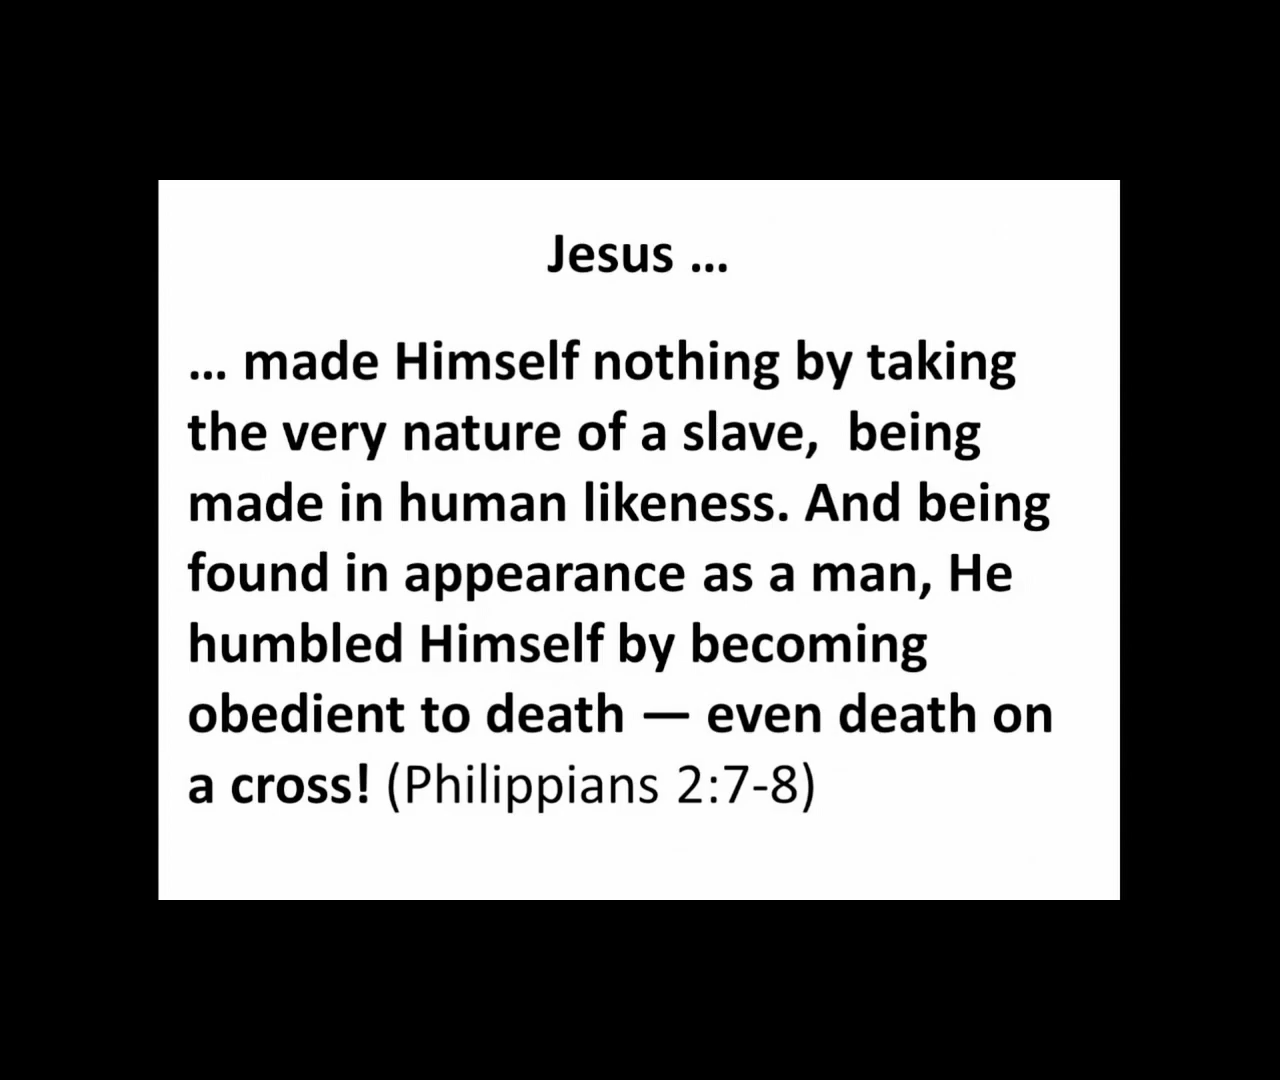 Jesus ...
... made Himself nothing by taking
the very nature of a slave,  being
made in human likeness. And being
found in appearance as a man, He
humbled Himself by becoming
obedient to death — even death on
a cross! (Philippians 2:7-8)